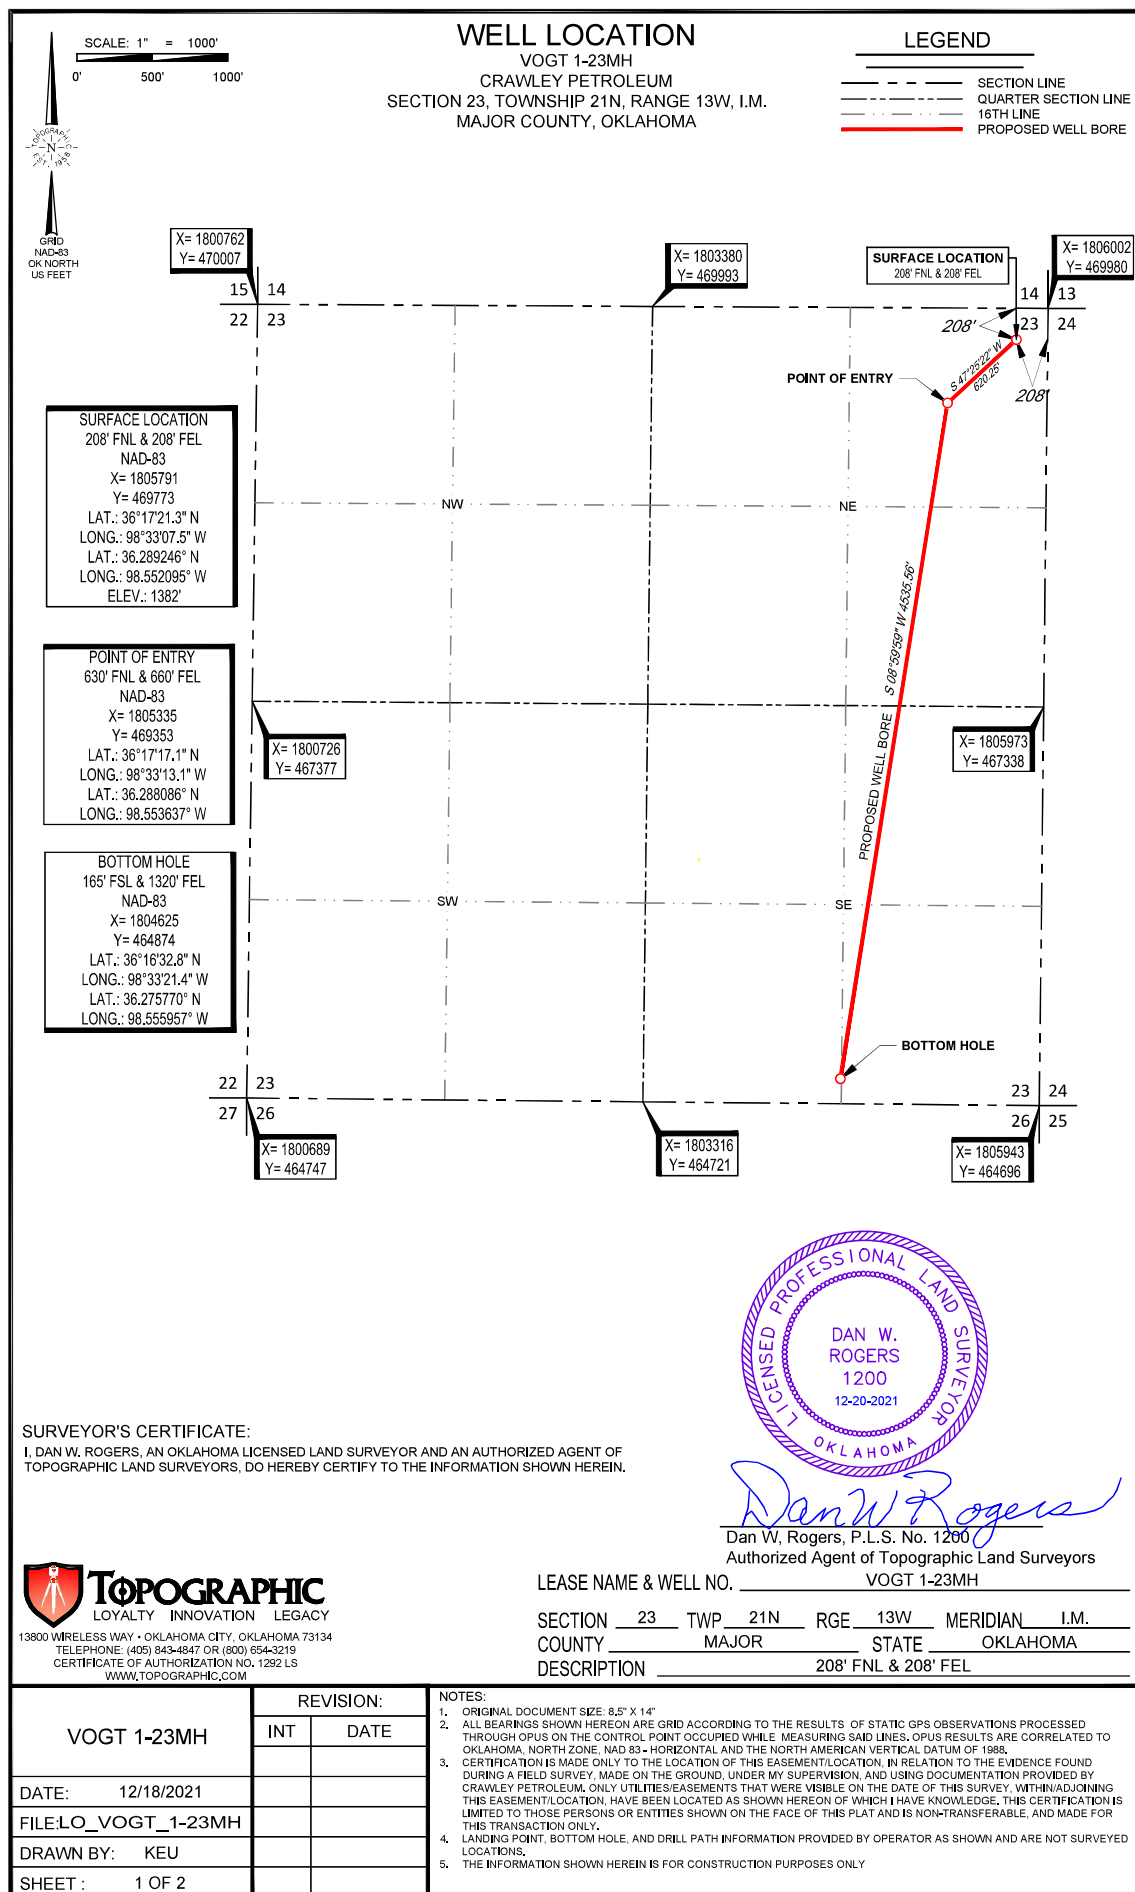 SCALE: 1" = 1000'
0' 500' 1000'
TOPOGRAPHIC
N
EST. 1958
GRID
NAD-83
OK NORTH
US FEET
WELL LOCATION
VOGT 1-23MH
CRAWLEY PETROLEUM
SECTION 23, TOWNSHIP 21N, RANGE 13W, I.M.
MAJOR COUNTY, OKLAHOMA
LEGEND
SECTION LINE
QUARTER SECTION LINE
16TH LINE
PROPOSED WELL BORE
X= 1800762
Y= 470007
X= 1803380
Y= 469993
SURFACE LOCATION
208' FNL & 208' FEL
X= 1806002
Y= 469980
15 14
22 23
14 13
23 24
208'
208'
S 47°25'22" W
620.25'
POINT OF ENTRY
SURFACE LOCATION
208' FNL & 208' FEL
NAD-83
X= 1805791
Y= 469773
LAT.: 36°17'21.3" N
LONG.: 98°33'07.5" W
LAT.: 36.289246° N
LONG.: 98.552095° W
ELEV.: 1382'
NW
NE
POINT OF ENTRY
630' FNL & 660' FEL
NAD-83
X= 1805335
Y= 469353
LAT.: 36°17'17.1" N
LONG.: 98°33'13.1" W
LAT.: 36.288086° N
LONG.: 98.553637° W
X= 1800726
Y= 467377
PROPOSED WELL BORE S 08°59'59" W 4535.56'
X= 1805973
Y= 467338
BOTTOM HOLE
165' FSL & 1320' FEL
NAD-83
X= 1804625
Y= 464874
LAT.: 36°16'32.8" N
LONG.: 98°33'21.4" W
LAT.: 36.275770° N
LONG.: 98.555957° W
SW
SE
BOTTOM HOLE
22 23
27 26
23 24
26 25
X= 1800689
Y= 464747
X= 1803316
Y= 464721
X= 1805943
Y= 464696
LICENSED PROFESSIONAL LAND SURVEYOR
DAN W.
ROGERS
1200
12-20-2021
OKLAHOMA
SURVEYOR'S CERTIFICATE:
I, DAN W. ROGERS, AN OKLAHOMA LICENSED LAND SURVEYOR AND AN AUTHORIZED AGENT OF
TOPOGRAPHIC LAND SURVEYORS, DO HEREBY CERTIFY TO THE INFORMATION SHOWN HEREIN.
Dan W Rogers
Dan W. Rogers, P.L.S. No. 1200
Authorized Agent of Topographic Land Surveyors
TOPOGRAPHIC
LOYALTY INNOVATION LEGACY
13800 WIRELESS WAY • OKLAHOMA CITY, OKLAHOMA 73134
TELEPHONE: (405) 843-4847 OR (800) 654-3219
CERTIFICATE OF AUTHORIZATION NO. 1292 LS
WWW.TOPOGRAPHIC.COM
LEASE NAME & WELL NO. VOGT 1-23MH
SECTION 23 TWP 21N RGE 13W MERIDIAN I.M.
COUNTY MAJOR STATE OKLAHOMA
DESCRIPTION 208' FNL & 208' FEL
VOGT 1-23MH
REVISION:
INT DATE
DATE: 12/18/2021
FILE:LO_VOGT_1-23MH
DRAWN BY: KEU
SHEET : 1 OF 2
NOTES:
1. ORIGINAL DOCUMENT SIZE: 8.5" X 14"
2. ALL BEARINGS SHOWN HEREON ARE GRID ACCORDING TO THE RESULTS OF STATIC GPS OBSERVATIONS PROCESSED
THROUGH OPUS ON THE CONTROL POINT OCCUPIED WHILE MEASURING SAID LINES. OPUS RESULTS ARE CORRELATED TO
OKLAHOMA, NORTH ZONE, NAD 83 - HORIZONTAL AND THE NORTH AMERICAN VERTICAL DATUM OF 1988.
3. CERTIFICATION IS MADE ONLY TO THE LOCATION OF THIS EASEMENT/LOCATION, IN RELATION TO THE EVIDENCE FOUND
DURING A FIELD SURVEY, MADE ON THE GROUND, UNDER MY SUPERVISION, AND USING DOCUMENTATION PROVIDED BY
CRAWLEY PETROLEUM. ONLY UTILITIES/EASEMENTS THAT WERE VISIBLE ON THE DATE OF THIS SURVEY, WITHIN/ADJOINING
THIS EASEMENT/LOCATION, HAVE BEEN LOCATED AS SHOWN HEREON OF WHICH I HAVE KNOWLEDGE. THIS CERTIFICATION IS
LIMITED TO THOSE PERSONS OR ENTITIES SHOWN ON THE FACE OF THIS PLAT AND IS NON-TRANSFERABLE, AND MADE FOR
THIS TRANSACTION ONLY.
4. LANDING POINT, BOTTOM HOLE, AND DRILL PATH INFORMATION PROVIDED BY OPERATOR AS SHOWN AND ARE NOT SURVEYED
LOCATIONS.
5. THE INFORMATION SHOWN HEREIN IS FOR CONSTRUCTION PURPOSES ONLY